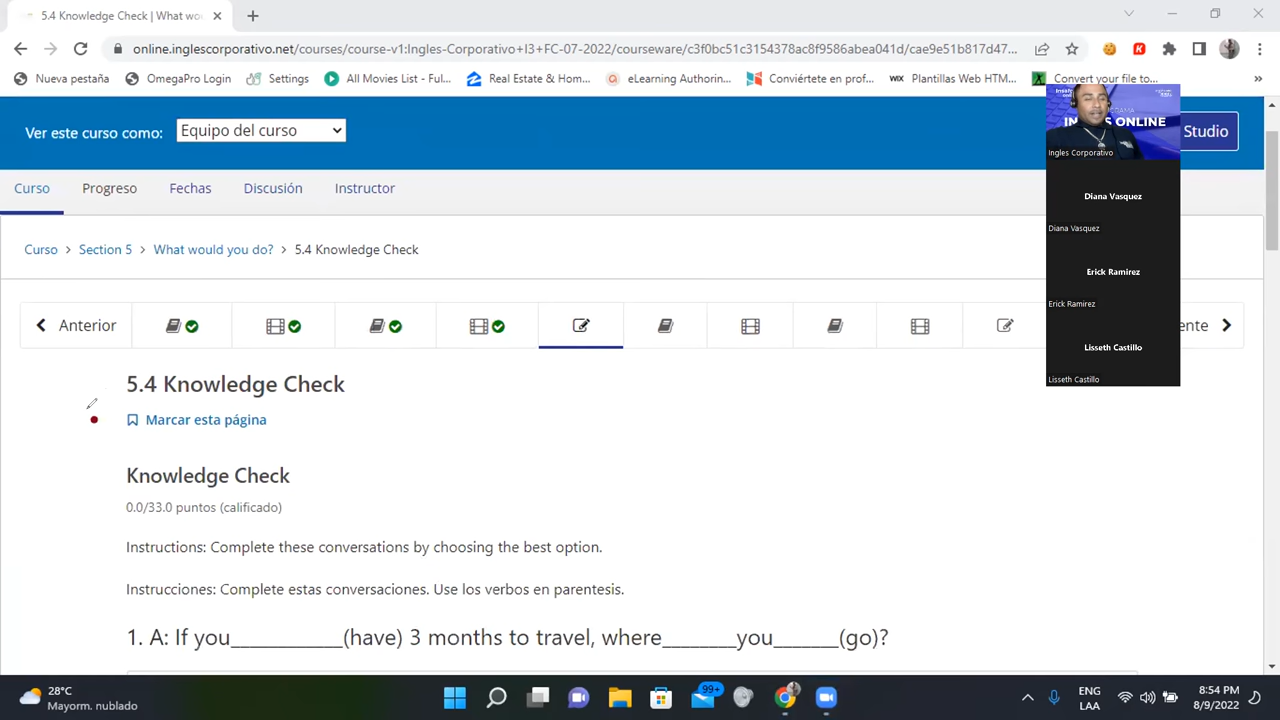 5.4 Knowledge Check | What wou
online.inglescorporativo.net/courses/course-v1:Ingles-Corporativo+I3+FC-07-2022/courseware/c3f0bc51c3154378ac8f9586abea041d/cae9e51b817d47...
Nueva pestaña OmegaPro Login Settings All Movies List - Ful... Real Estate & Hom... eLearning Authorin... Conviértete en prof... WIX Plantillas Web HTM... Convert your file to... »
Ver este curso como: Equipo del curso
Studio
INGLES ONLINE
Ingles Corporativo
Curso Progreso Fechas Discusión Instructor
Diana Vasquez
Diana Vasquez
Curso > Section 5 > What would you do? > 5.4 Knowledge Check
Erick Ramirez
Erick Ramirez
Anterior
ente
Lisseth Castillo
Lisseth Castillo
5.4 Knowledge Check
Marcar esta página
Knowledge Check
0.0/33.0 puntos (calificado)
Instructions: Complete these conversations by choosing the best option.
Instrucciones: Complete estas conversaciones. Use los verbos en parentesis.
1. A: If you___________(have) 3 months to travel, where_______you______(go)?
28°C
Mayorm. nublado
99+
ENG
LAA
8:54 PM
8/9/2022